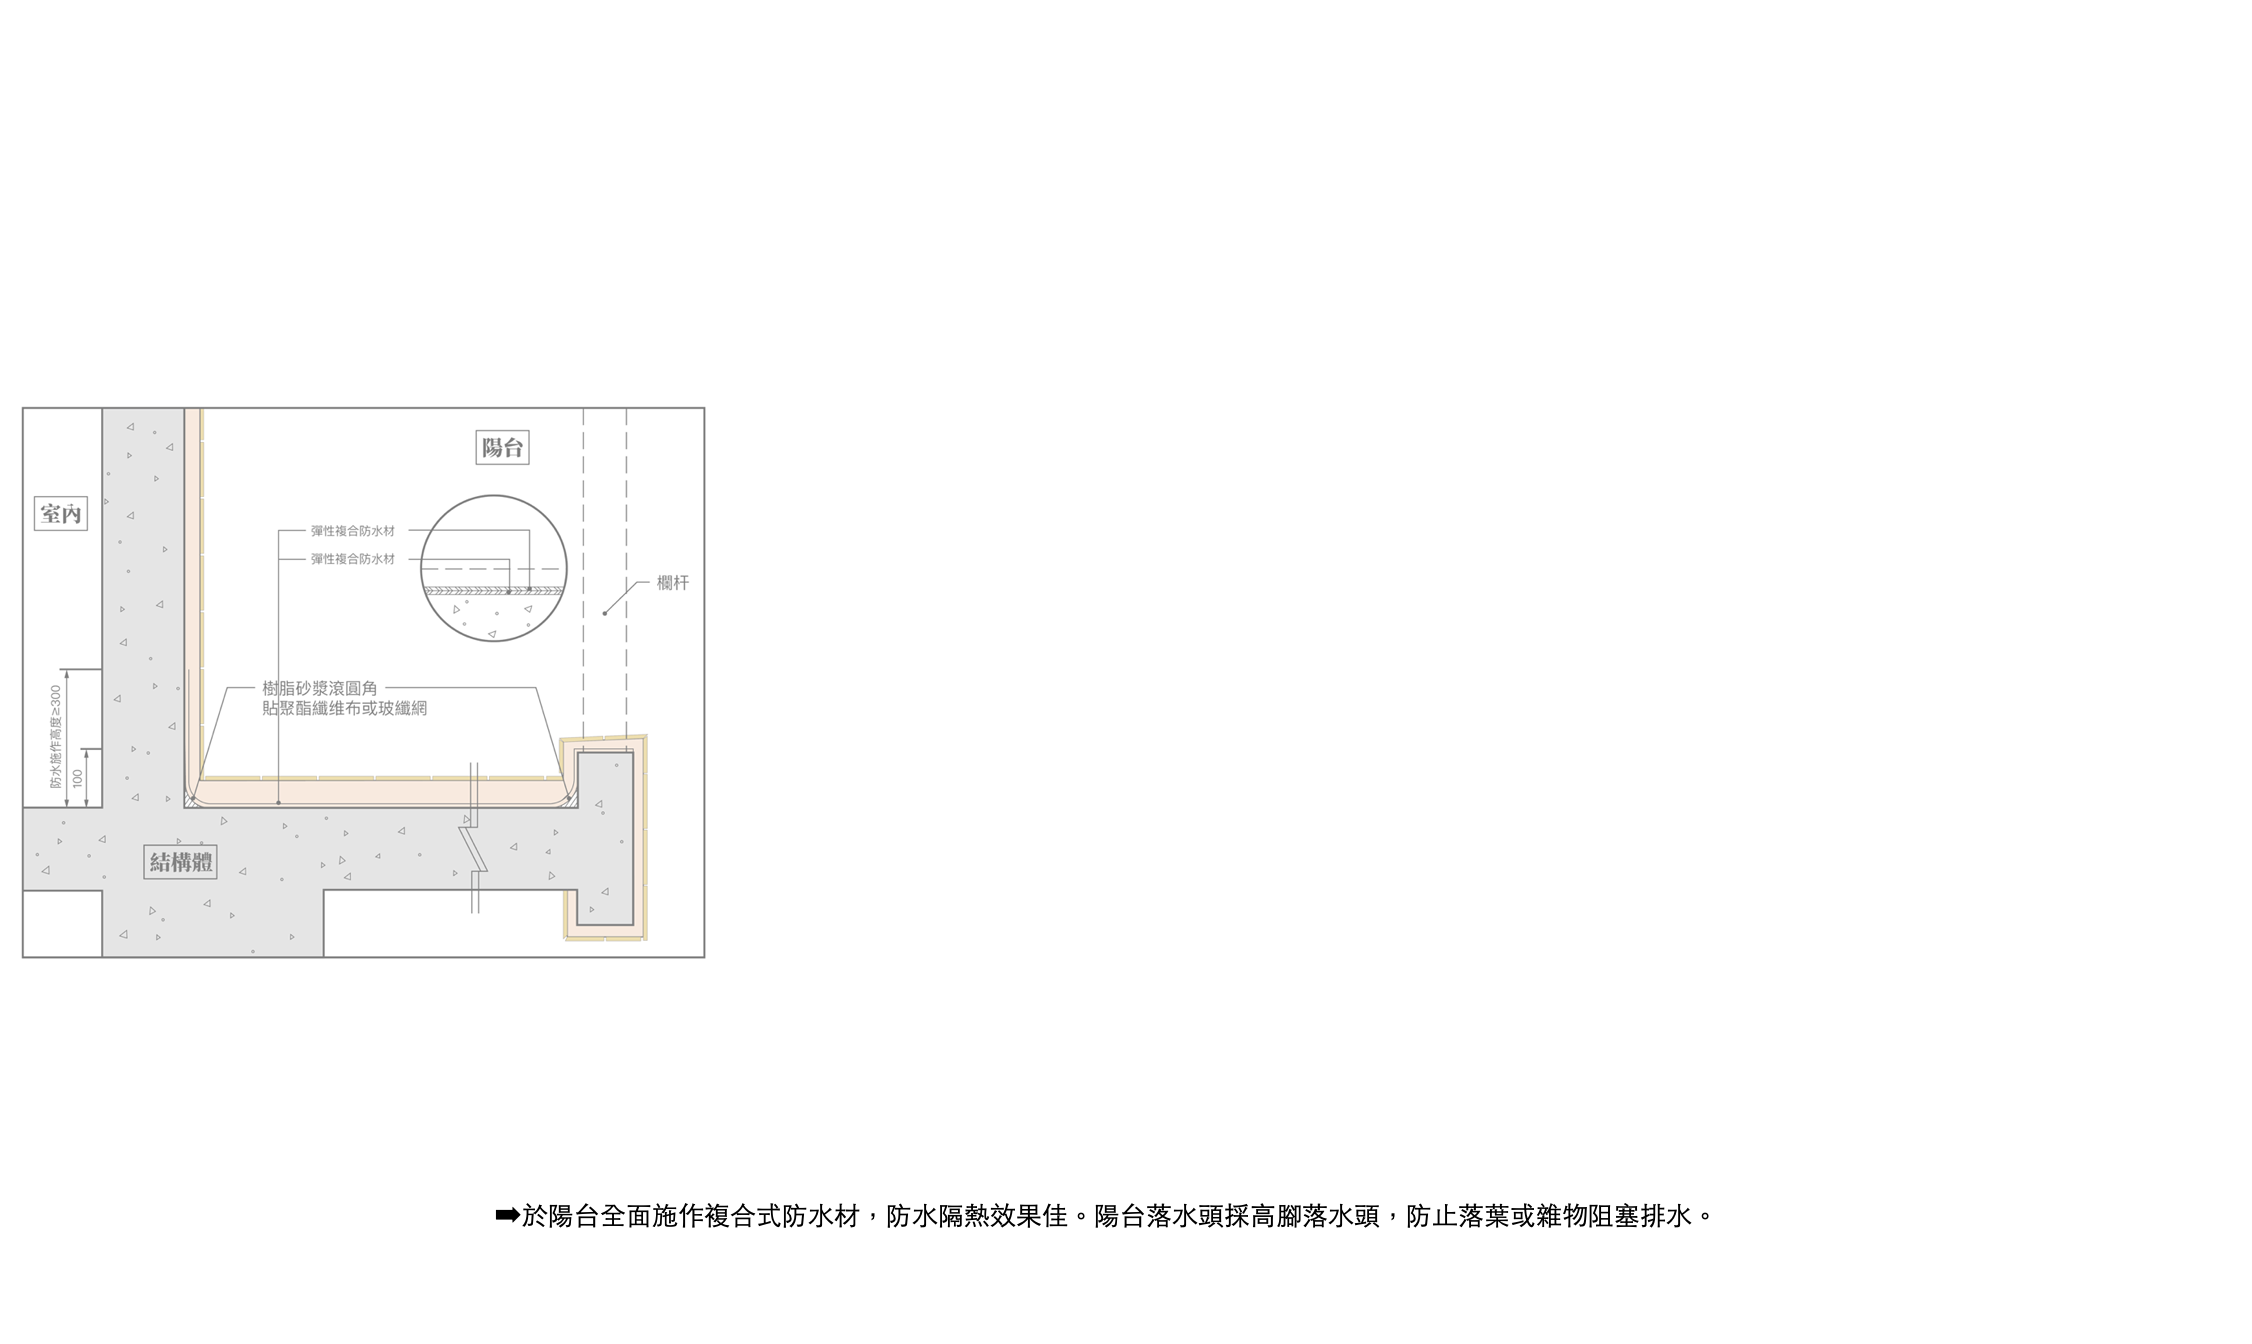 陽台
室內
彈性複合防水材
彈性複合防水材
欄杆
樹脂砂漿滾圓角
貼聚酯纖维布或玻纖網
防水施作高度≥300
100
結構體
➡於陽台全面施作複合式防水材，防水隔熱效果佳。陽台落水頭採高腳落水頭，防止落葉或雜物阻塞排水。